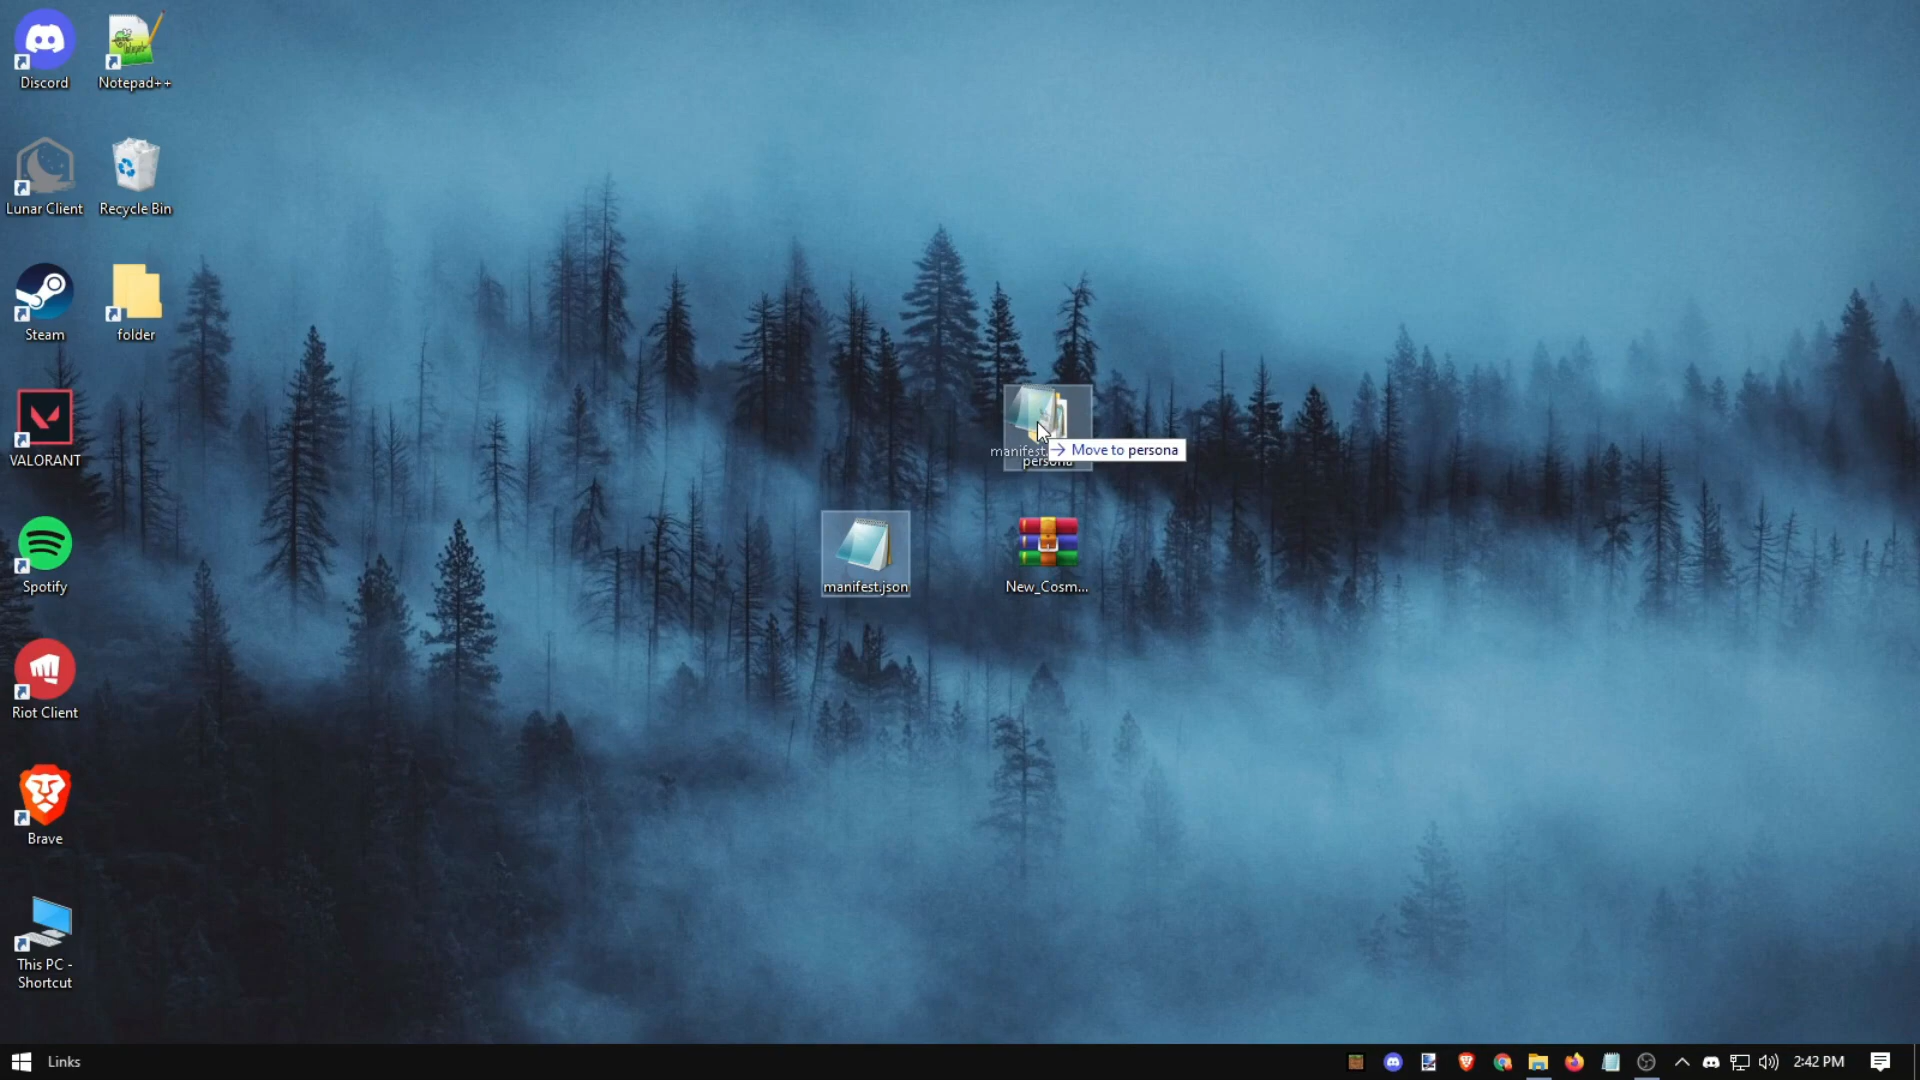 Discord
Notepad++
Lunar Client
Recycle Bin
Steam
folder
VALORANT
manifest.
Move to persona
persona
Spotify
manifest.json
New_Cosm...
Riot Client
Brave
This PC -
Shortcut
Links
2:42 PM